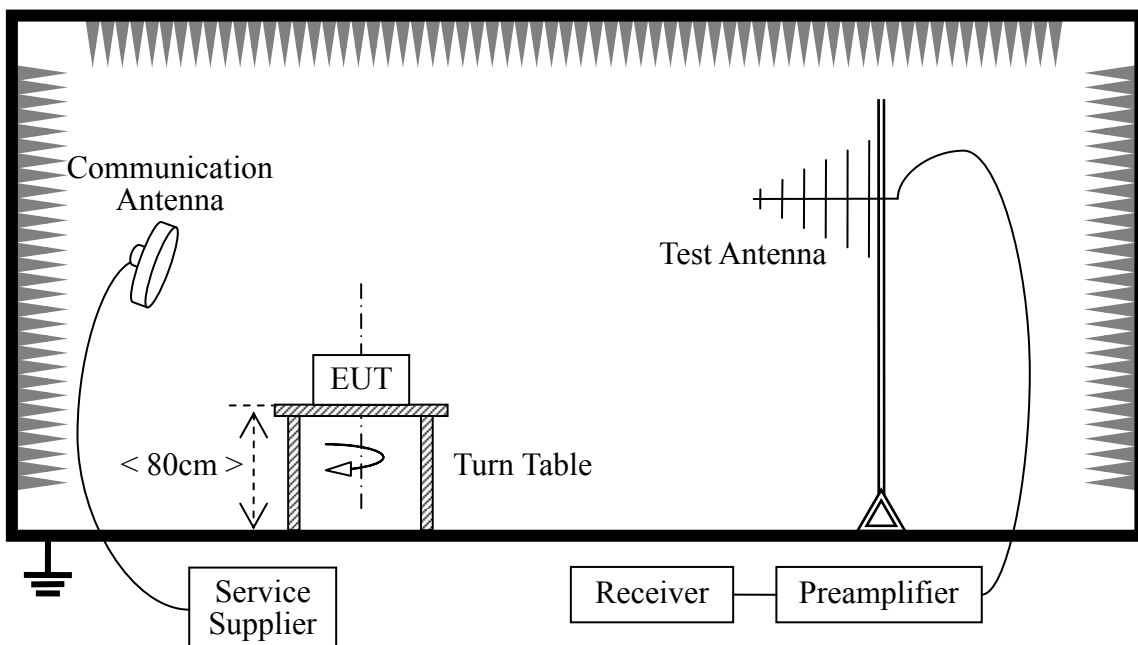 Communication
Antenna
Test Antenna
EUT
< 80cm >
Turn Table
Service
Supplier
Receiver
Preamplifier